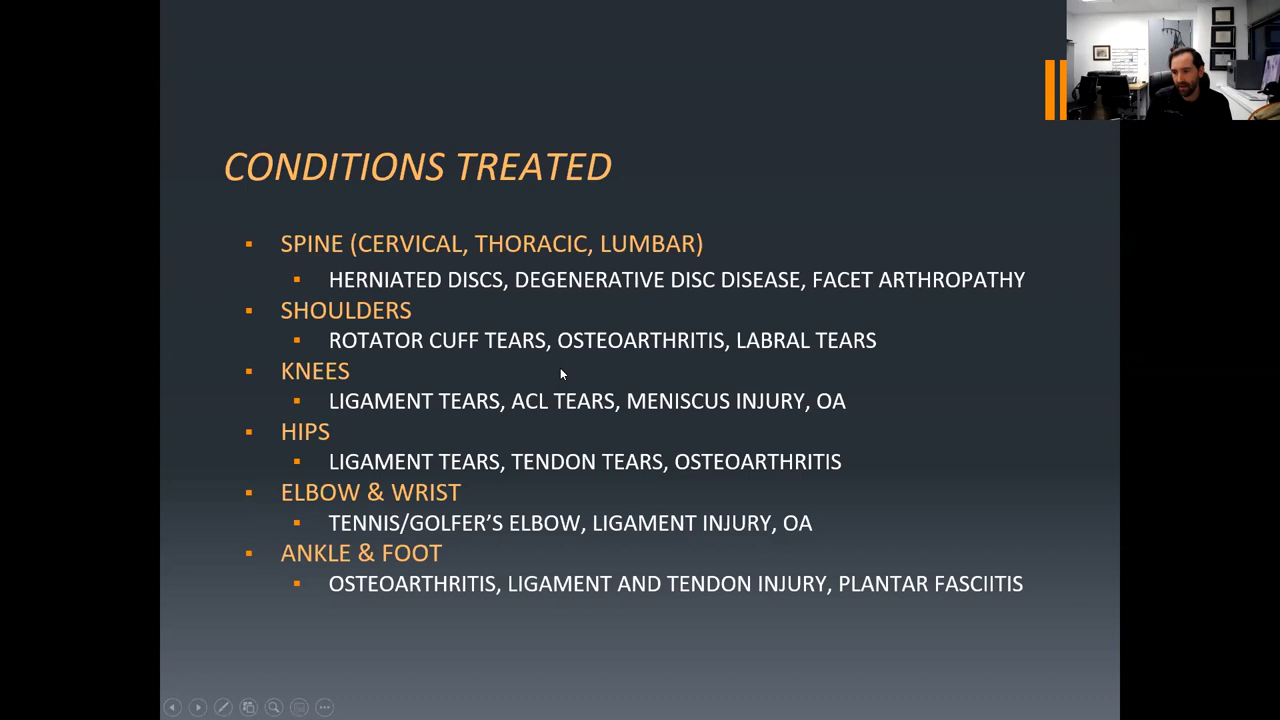 CONDITIONS TREATED
SPINE (CERVICAL, THORACIC, LUMBAR)
HERNIATED DISCS, DEGENERATIVE DISC DISEASE, FACET ARTHROPATHY
SHOULDERS
ROTATOR CUFF TEARS, OSTEOARTHRITIS, LABRAL TEARS
KNEES
LIGAMENT TEARS, ACL TEARS, MENISCUS INJURY, OA
HIPS
LIGAMENT TEARS, TENDON TEARS, OSTEOARTHRITIS
ELBOW & WRIST
TENNIS/GOLFER’S ELBOW, LIGAMENT INJURY, OA
ANKLE & FOOT
OSTEOARTHRITIS, LIGAMENT AND TENDON INJURY, PLANTAR FASCIITIS